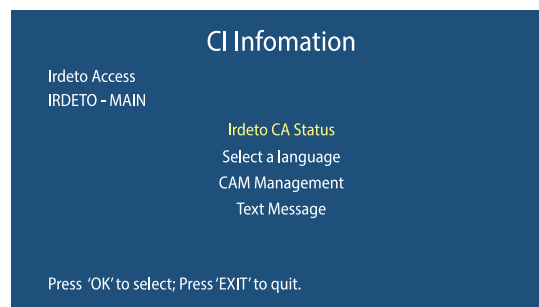 CI Infomation
Irdeto Access
IRDETO - MAIN
Irdeto CA Status
Select a language
CAM Management
Text Message
Press ‘OK’ to select; Press ‘EXIT’ to quit.